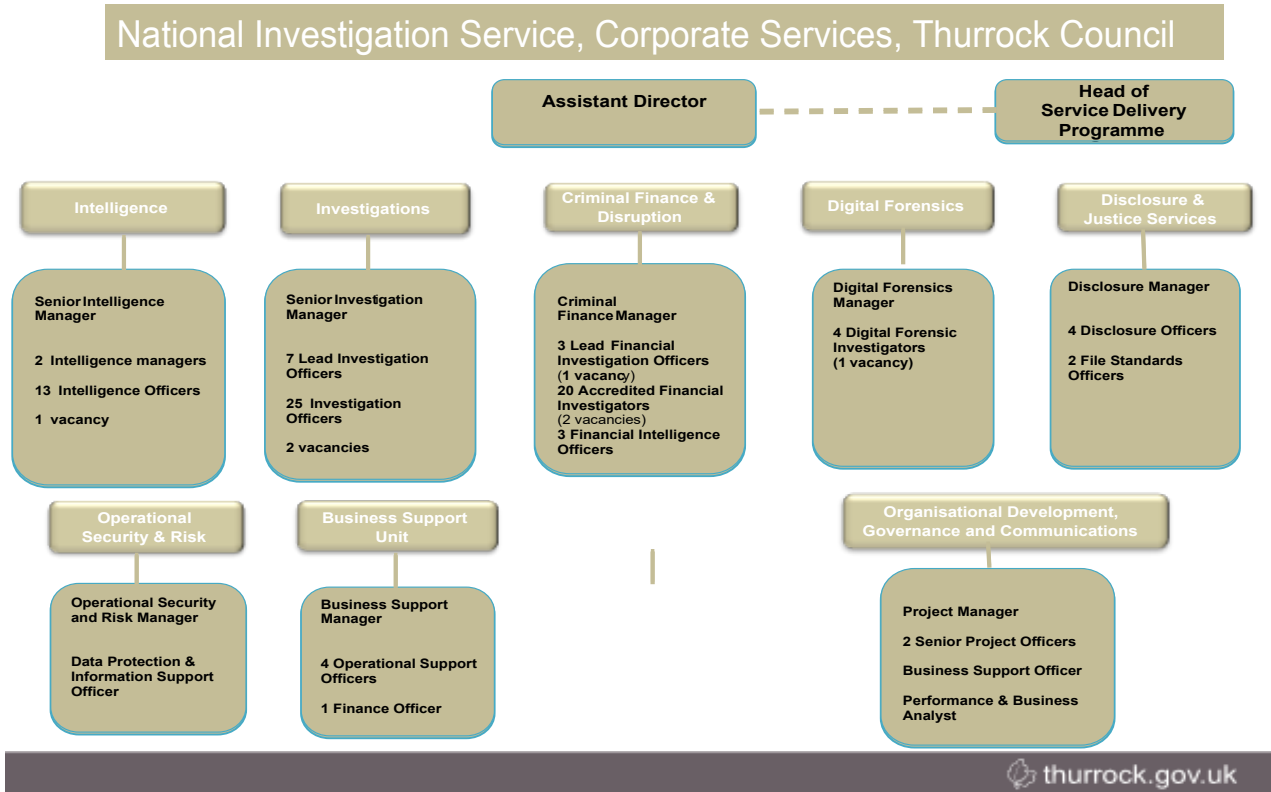 National Investigation Service, Corporate Services, Thurrock Council
Assistant Director
Head of
Service Delivery
Programme
Intelligence
Senior Intelligence
Manager
2 Intelligence managers
13 Intelligence Officers
1 vacancy
Investigations
Senior Investigation
Manager
7 Lead Investigation
Officers
25 Investigation
Officers
2 vacancies
Criminal Finance &
Disruption
Criminal
Finance Manager
3 Lead Financial
Investigation Officers
(1 vacancy)
20 Accredited Financial
Investigators
(2 vacancies)
3 Financial Intelligence
Officers
Digital Forensics
Digital Forensics
Manager
4 Digital Forensic
Investigators
(1 vacancy)
Disclosure &
Justice Services
Disclosure Manager
4 Disclosure Officers
2 File Standards
Officers
Operational
Security & Risk
Operational Security
and Risk Manager
Data Protection &
Information Support
Officer
Business Support
Unit
Business Support
Manager
4 Operational Support
Officers
1 Finance Officer
Organisational Development,
Governance and Communications
Project Manager
2 Senior Project Officers
Business Support Officer
Performance & Business
Analyst
thurrock.gov.uk